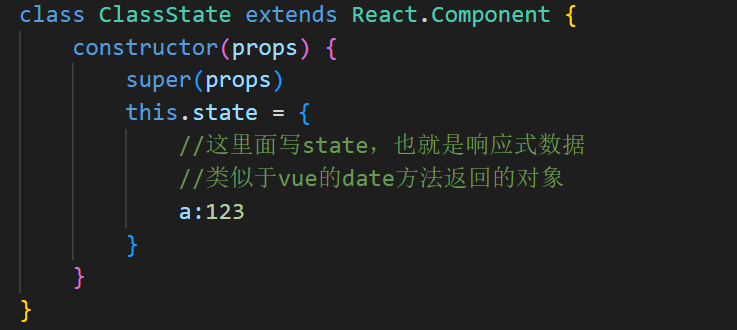 class ClassState extends React.Component {
constructor(props) {
super(props)
this.state = {
//这里面写state，也就是响应式数据
//类似于vue的date方法返回的对象
a:123
}
}
}